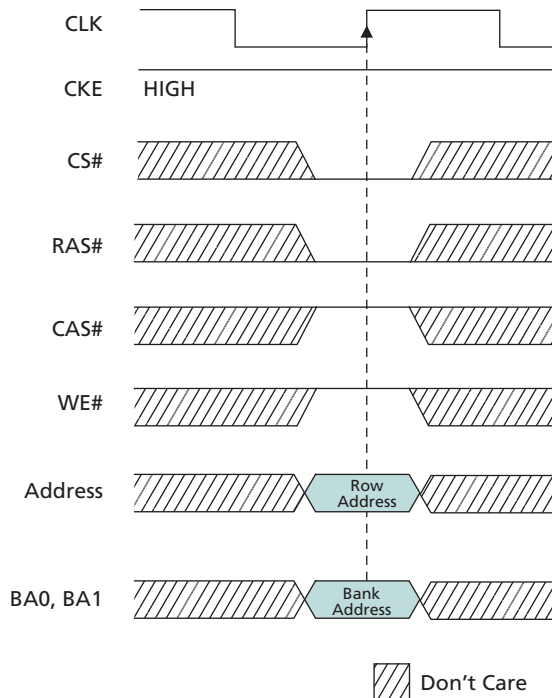 CLK
CKE HIGH
CS#
RAS#
CAS#
WE#
Address Row
Address
BA0, BA1 Bank
Address
Don't Care